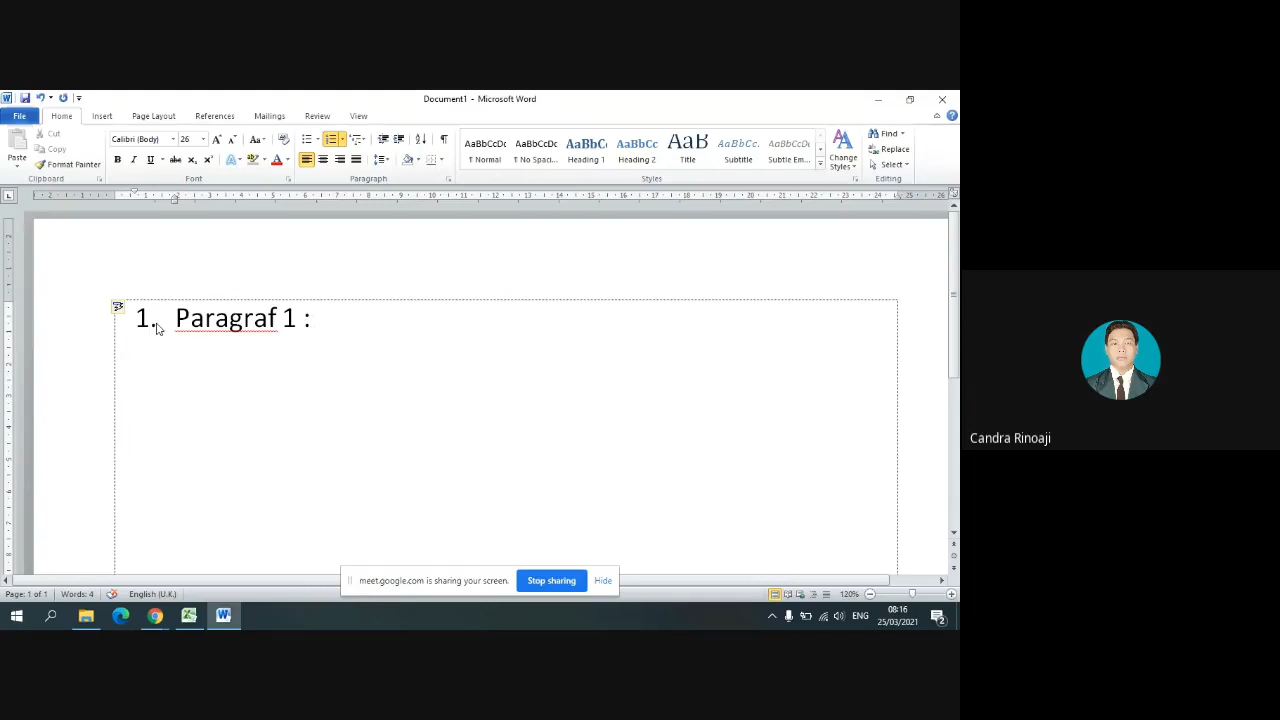 Document1 - Microsoft Word
File Home Insert Page Layout References Mailings Review View
Cut
Copy
Format Painter
Paste
Clipboard
Calibri (Body) 26
Font
Paragraph
AaBbCcDc AaBbCcDc AaBbCc AaBbCc AaB AaBbCc. AaBbCcDc
¶ Normal ¶ No Spaci... Heading 1 Heading 2 Title Subtitle Subtle Em...
Styles
Change Styles
Find
Replace
Select
Editing
1. Paragraf 1 :
meet.google.com is sharing your screen. Stop sharing Hide
Page: 1 of 1 Words: 4 English (U.K.) 120%
ENG 08:16
25/03/2021
2
Candra Rinoaji